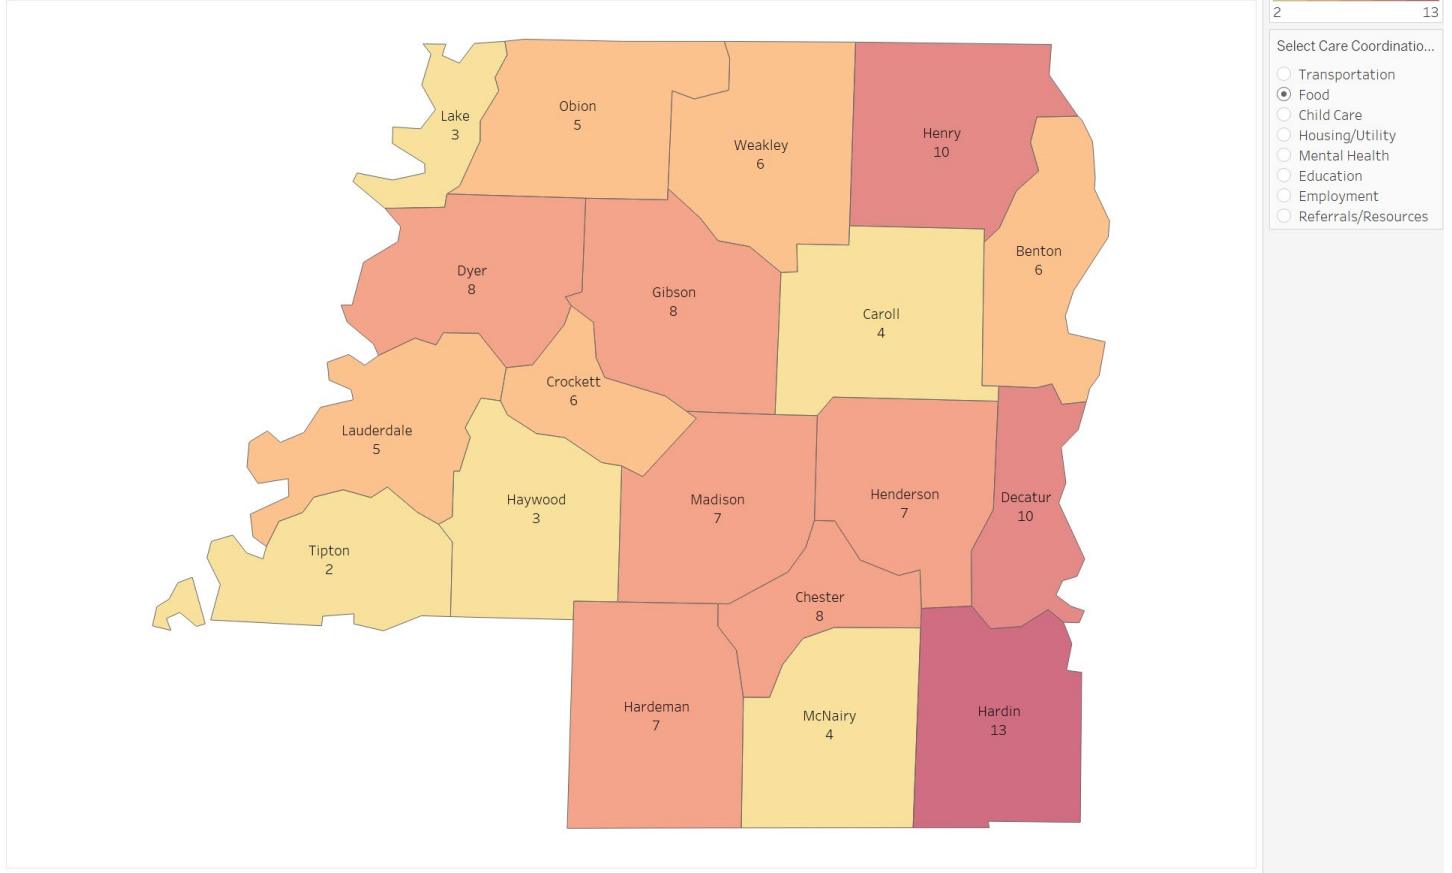 2 13
Select Care Coordinatio...
Transportation
Food
Child Care
Housing/Utility
Mental Health
Education
Employment
Referrals/Resources
Lake
3
Obion
5
Weakley
6
Henry
10
Benton
6
Dyer
8
Gibson
8
Caroll
4
Crockett
6
Lauderdale
5
Haywood
3
Madison
7
Henderson
7
Decatur
10
Tipton
2
Chester
8
Hardeman
7
McNairy
4
Hardin
13